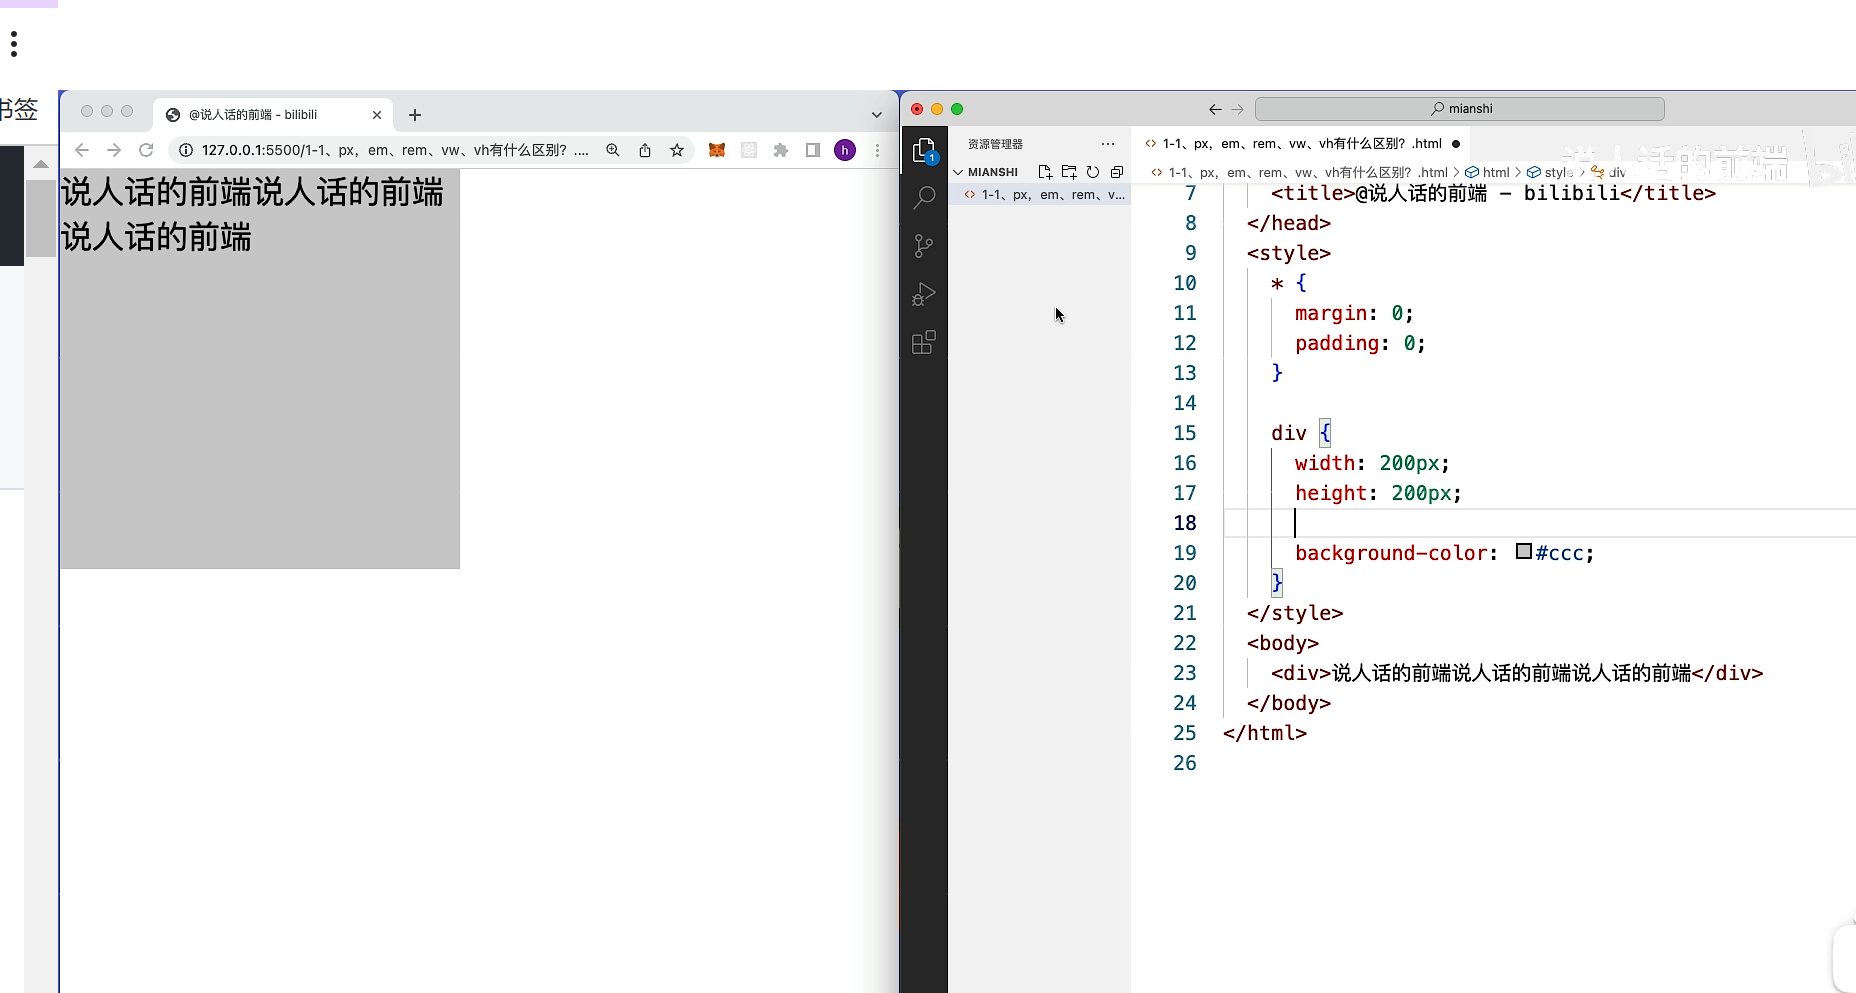 书签
@说人话的前端 - bilibili
127.0.0.1:5500/1-1、px，em、rem、vw、vh有什么区别？....
h
说人话的前端说人话的前端
说人话的前端
mianshi
1
资源管理器
MIANSHI
1-1、px，em、rem、v...
1-1、px，em、rem、vw、vh有什么区别？.html
1-1、px，em、rem、vw、vh有什么区别？.html > html > style > div
说人话的前端
7 <title>@说人话的前端 - bilibili</title>
8 </head>
9 <style>
10 * {
11 margin: 0;
12 padding: 0;
13 }
14
15 div {
16 width: 200px;
17 height: 200px;
18
19 background-color: #ccc;
20 }
21 </style>
22 <body>
23 <div>说人话的前端说人话的前端说人话的前端</div>
24 </body>
25 </html>
26